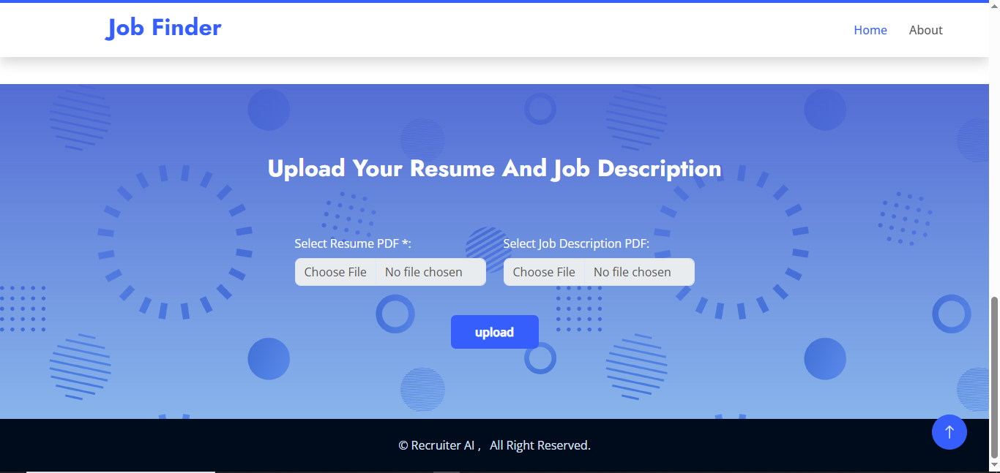 Job Finder
Home About
Upload Your Resume And Job Description
Select Resume PDF *: Select Job Description PDF:
Choose File No file chosen Choose File No file chosen
upload
© Recruiter AI , All Right Reserved.